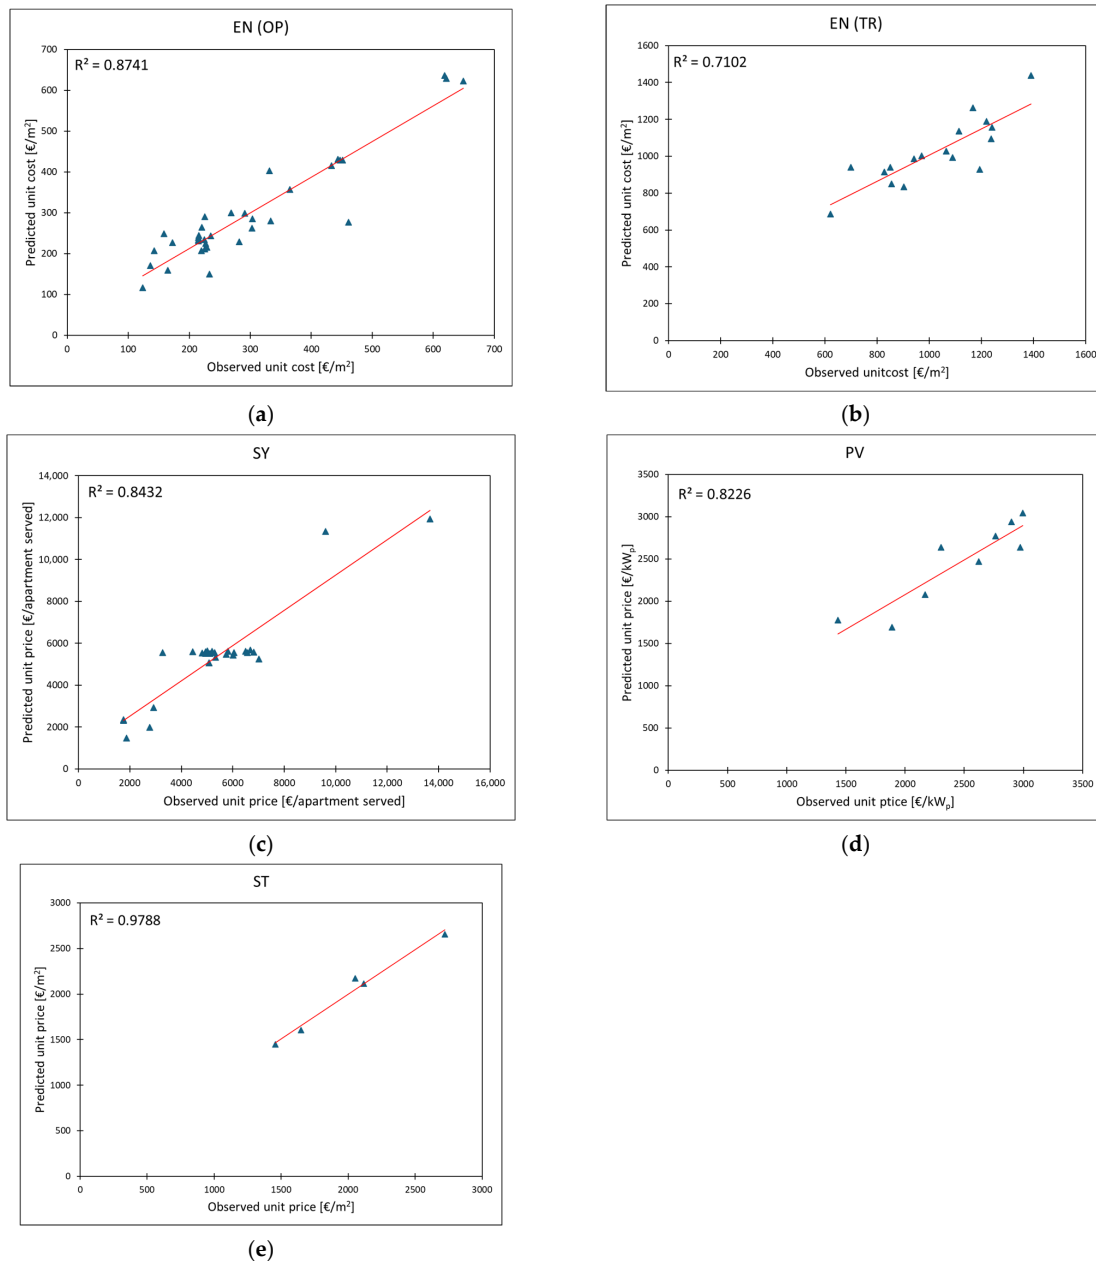 EN (OP)
R² = 0.8741
Predicted unit cost [€/m²]
700
600
500
400
300
200
100
0
0 100 200 300 400 500 600 700
Observed unit cost [€/m²]
(a)
EN (TR)
R² = 0.7102
Predicted unit cost [€/m²]
1600
1400
1200
1000
800
600
400
200
0
0 200 400 600 800 1000 1200 1400 1600
Observed unitcost [€/m²]
(b)
SY
R² = 0.8432
Predicted unit price [€/apartment served]
14,000
12,000
10,000
8000
6000
4000
2000
0
0 2000 4000 6000 8000 10,000 12,000 14,000 16,000
Observed unit price [€/apartment served]
(c)
PV
R² = 0.8226
Predicted unit price [€/kWₚ]
3500
3000
2500
2000
1500
1000
500
0
0 500 1000 1500 2000 2500 3000 3500
Observed unit ptice [€/kWₚ]
(d)
ST
R² = 0.9788
Predicted unit price [€/m²]
3000
2500
2000
1500
1000
500
0
0 500 1000 1500 2000 2500 3000
Observed unit price [€/m²]
(e)